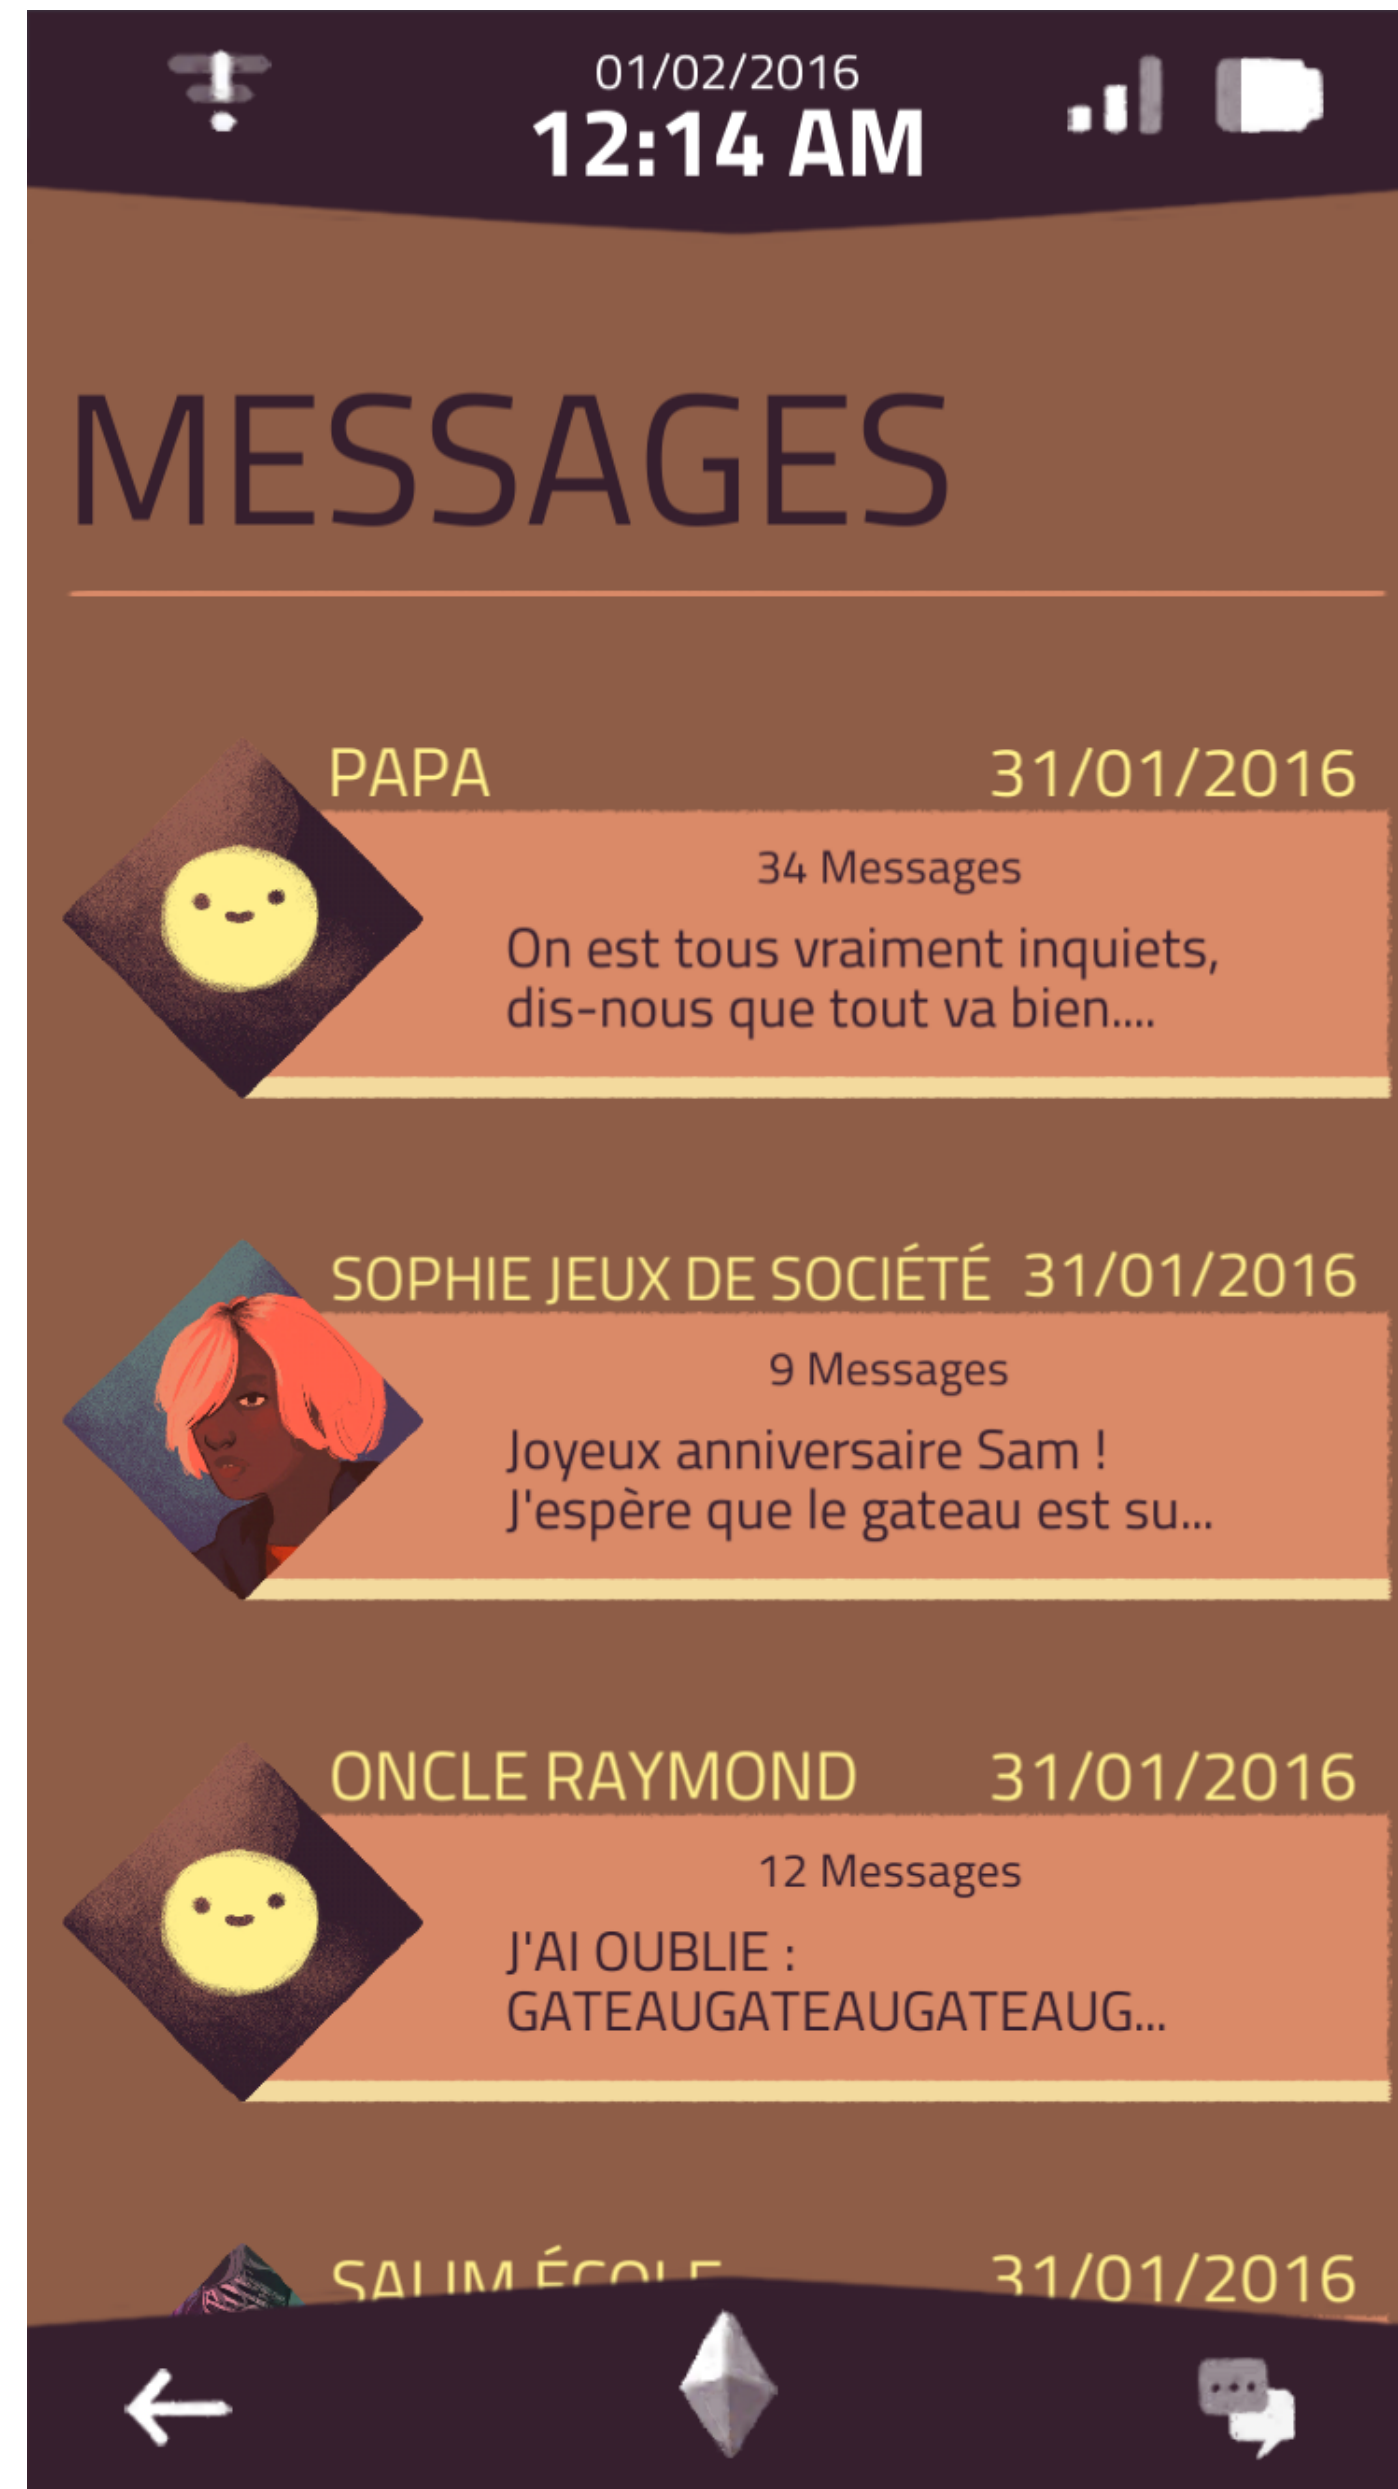 01/02/2016
12:14 AM
MESSAGES
PAPA 31/01/2016
34 Messages
On est tous vraiment inquiets,
dis-nous que tout va bien....
SOPHIE JEUX DE SOCIÉTÉ 31/01/2016
9 Messages
Joyeux anniversaire Sam !
J'espère que le gateau est su...
ONCLE RAYMOND 31/01/2016
12 Messages
J'AI OUBLIE :
GATEAUGATEAUGATEAUG...
SALIM ÉCOLE 31/01/2016